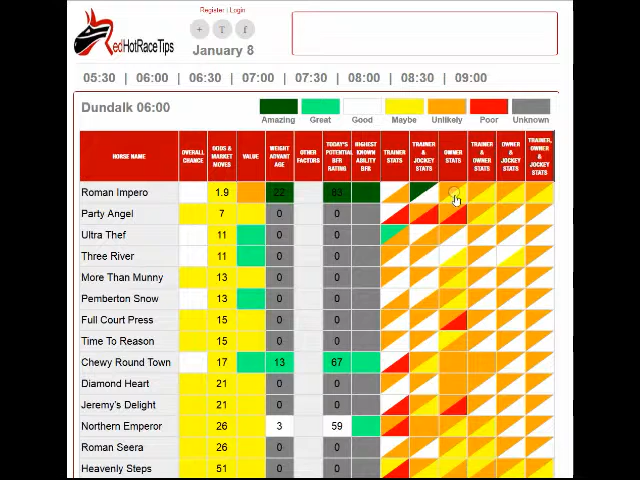 Register | Login
RedHotRaceTips
+ T f
January 8
05:30 | 06:00 | 06:30 | 07:00 | 07:30 | 08:00 | 08:30 | 09:00
Dundalk 06:00
Amazing Great Good Maybe Unlikely Poor Unknown
HORSE NAME OVERALL CHANCE ODDS & MARKET MOVES VALUE WEIGHT ADVANTAGE OTHER FACTORS TODAY'S POTENTIAL BFR RATING HIGHEST KNOWN ABILITY BFR TRAINER STATS TRAINER & JOCKEY STATS OWNER STATS TRAINER & OWNER STATS OWNER & JOCKEY STATS TRAINER, OWNER & JOCKEY STATS
Roman Impero 1.9 22 83
Party Angel 7 0 0
Ultra Thef 11 0 0
Three River 11 0 0
More Than Munny 13 0 0
Pemberton Snow 13 0 0
Full Court Press 15 0 0
Time To Reason 15 0 0
Chewy Round Town 17 13 67
Diamond Heart 21 0 0
Jeremy's Delight 21 0 0
Northern Emperor 26 3 59
Roman Seera 26 0 0
Heavenly Steps 51 0 0